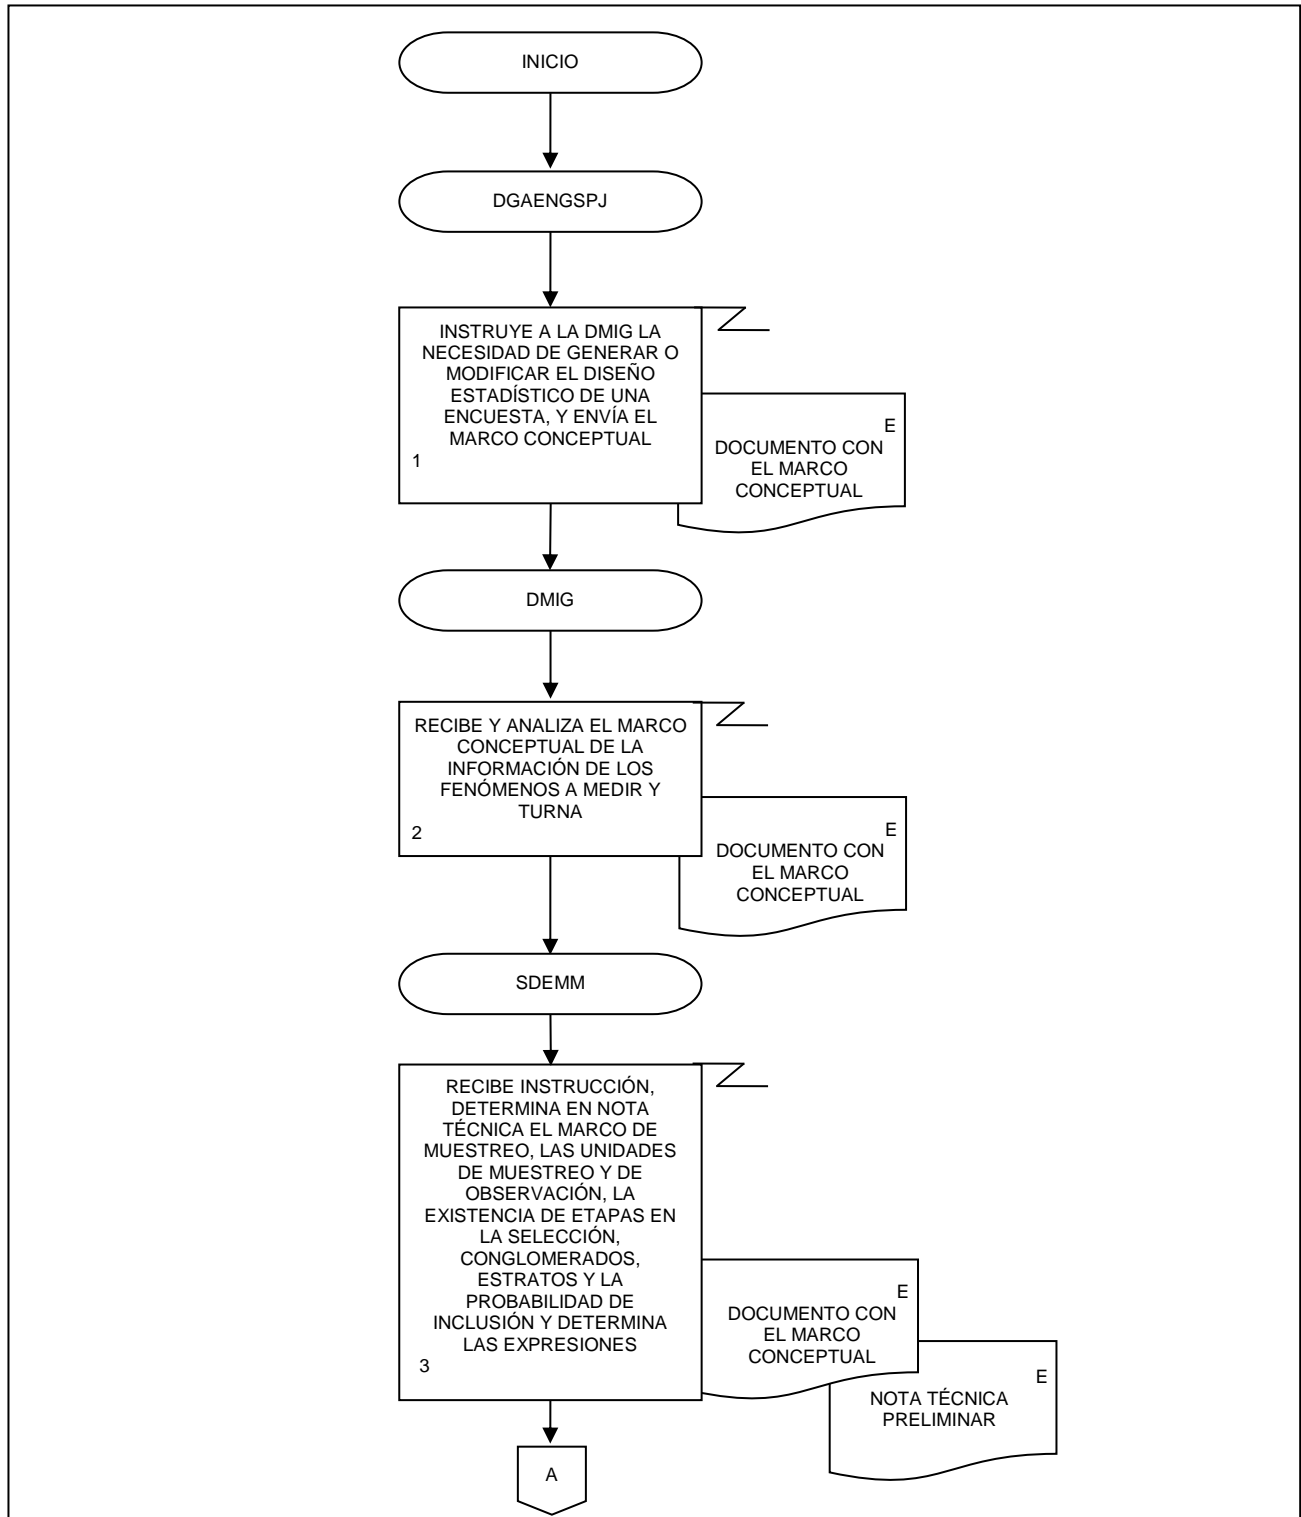 INICIO
DGAENGSPJ
INSTRUYE A LA DMIG LA
NECESIDAD DE GENERAR O
MODIFICAR EL DISEÑO
ESTADÍSTICO DE UNA
ENCUESTA, Y ENVÍA EL
MARCO CONCEPTUAL
1
E
DOCUMENTO CON
EL MARCO
CONCEPTUAL
DMIG
RECIBE Y ANALIZA EL MARCO
CONCEPTUAL DE LA
INFORMACIÓN DE LOS
FENÓMENOS A MEDIR Y
TURNA
2
E
DOCUMENTO CON
EL MARCO
CONCEPTUAL
SDEMM
RECIBE INSTRUCCIÓN,
DETERMINA EN NOTA
TÉCNICA EL MARCO DE
MUESTREO, LAS UNIDADES
DE MUESTREO Y DE
OBSERVACIÓN, LA
EXISTENCIA DE ETAPAS EN
LA SELECCIÓN,
CONGLOMERADOS,
ESTRATOS Y LA
PROBABILIDAD DE
INCLUSIÓN Y DETERMINA
LAS EXPRESIONES
3
E
DOCUMENTO CON
EL MARCO
CONCEPTUAL
E
NOTA TÉCNICA
PRELIMINAR
A